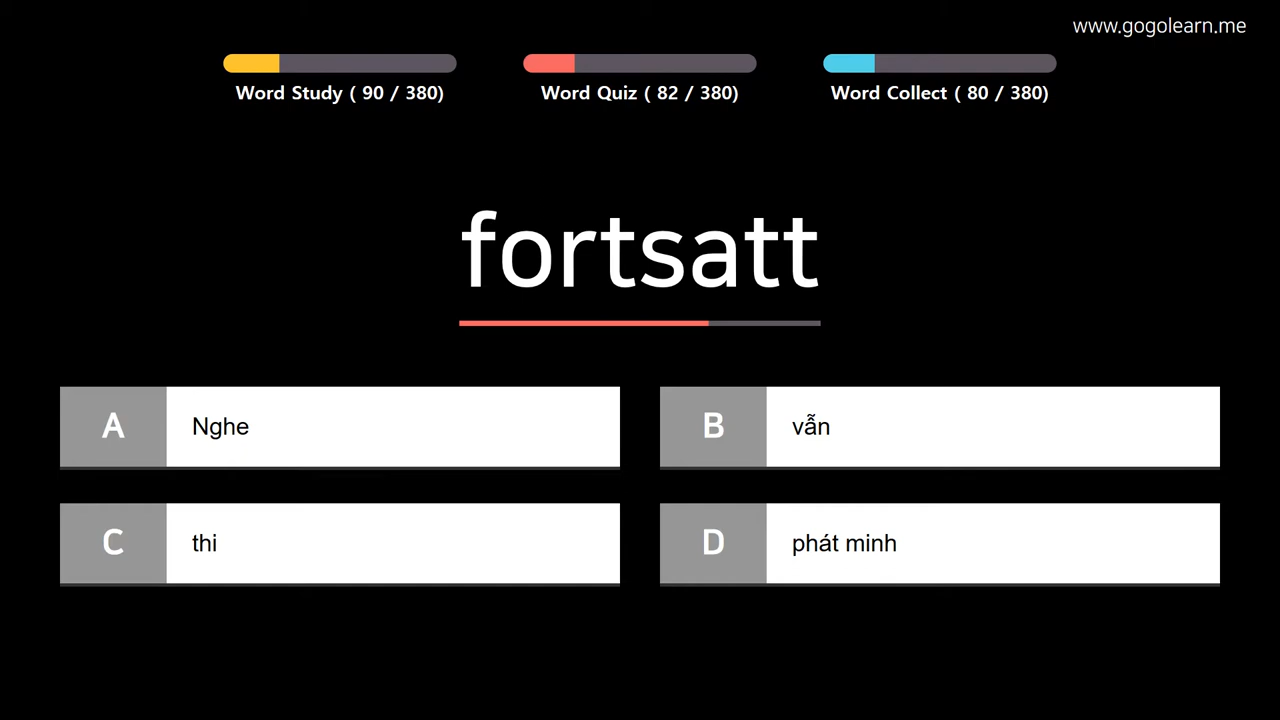 www.gogolearn.me
Word Study ( 90 / 380)
Word Quiz ( 82 / 380)
Word Collect ( 80 / 380)
fortsatt
A Nghe
B vẫn
C thi
D phát minh